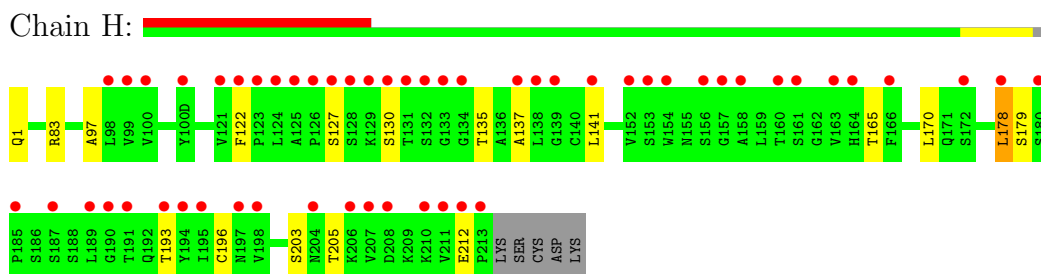 Chain H:
Q1 R83 A97 L98 V99 V100 Y100D V121 F122 P123 L124 A125 P126 S127 S128 K129 S130 T131 S132 G133 G134 T135 A136 A137 L138 G139 C140 L141 V152 S153 W154 N155 S156 G157 A158 L159 T160 S161 G162 V163 H164 T165 F166 L170 Q171 S172 L178 S179 S180
P185 S186 S187 S188 L189 G190 T191 Q192 T193 Y194 I195 C196 N197 V198 S203 N204 T205 K206 V207 D208 K209 K210 V211 E212 P213 LYS SER CYS ASP LYS